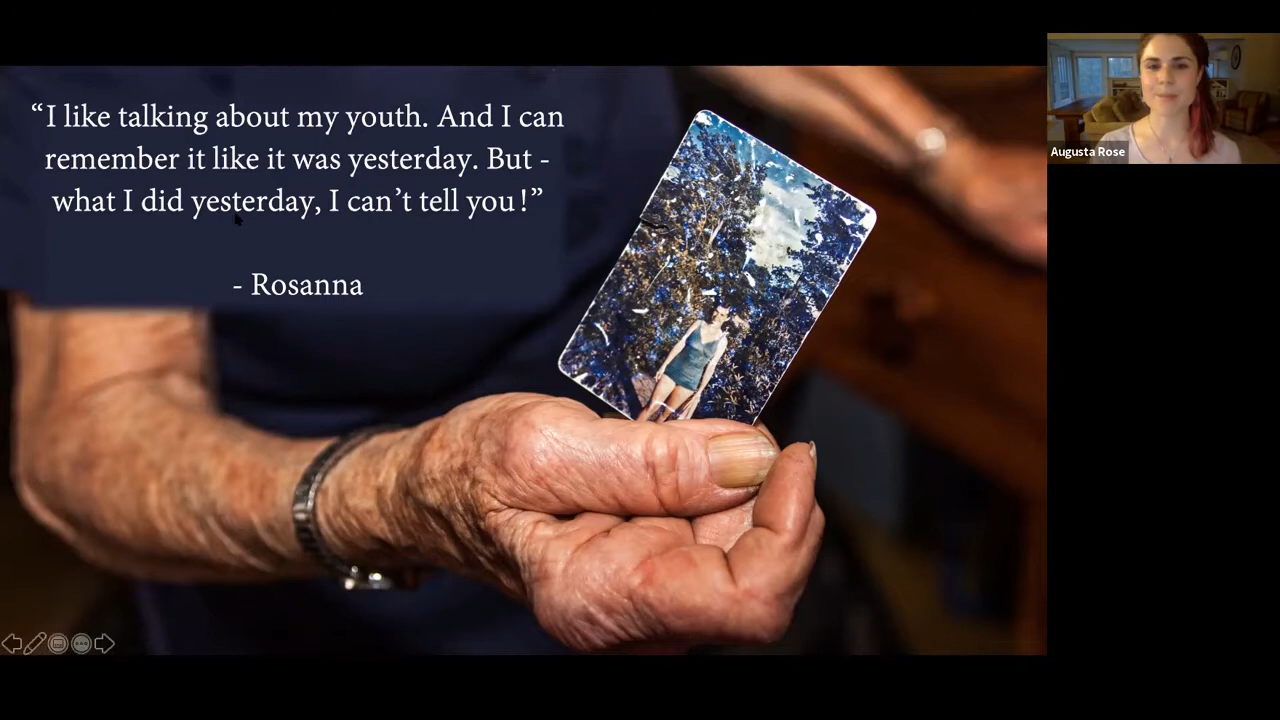 “I like talking about my youth. And I can
remember it like it was yesterday. But -
what I did yesterday, I can’t tell you!”
- Rosanna
Augusta Rose